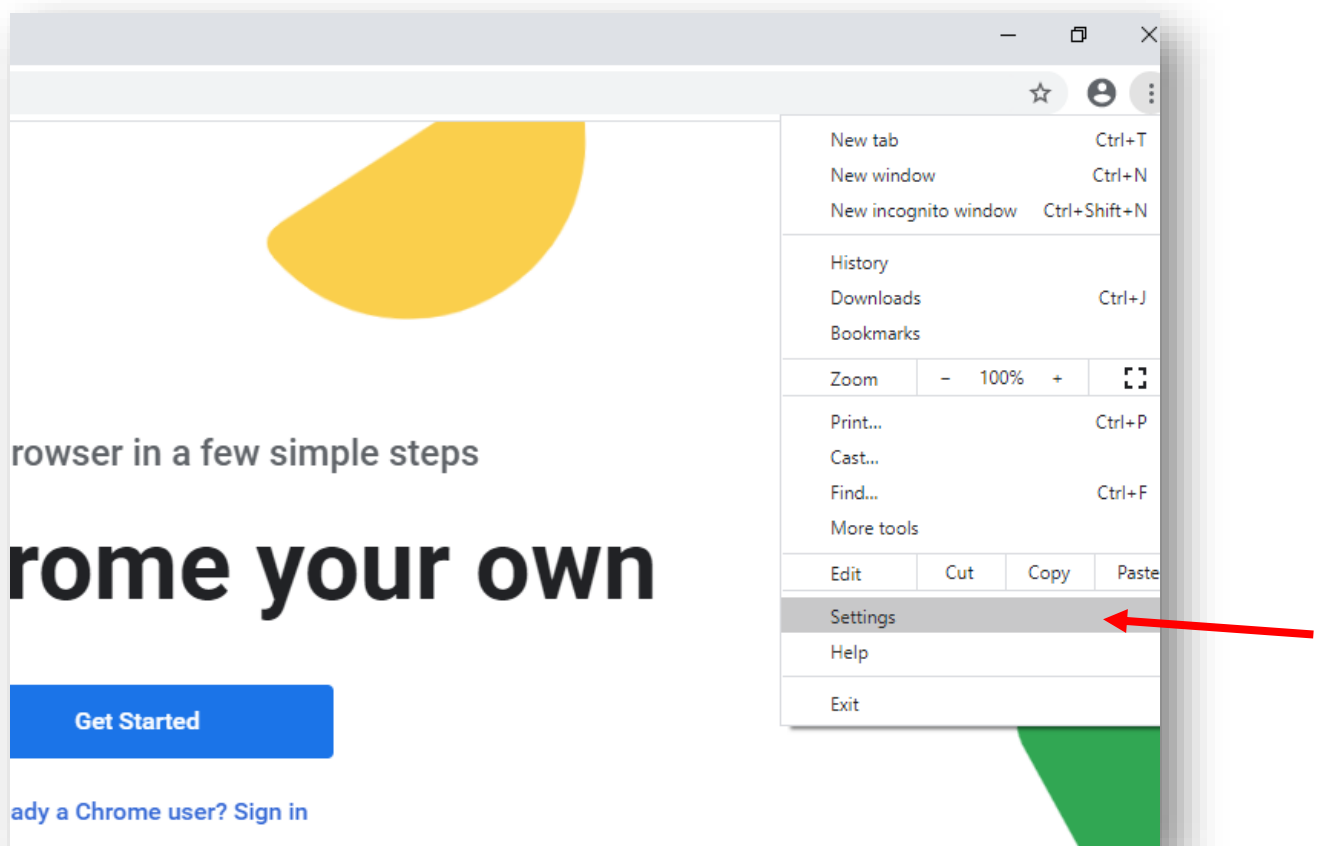 New tab Ctrl+T
New window Ctrl+N
New incognito window Ctrl+Shift+N
History
Downloads Ctrl+J
Bookmarks
Zoom - 100% +
Print... Ctrl+P
Cast...
Find... Ctrl+F
More tools
Edit Cut Copy Paste
Settings
Help
Exit
rowser in a few simple steps
rome your own
Get Started
ady a Chrome user? Sign in